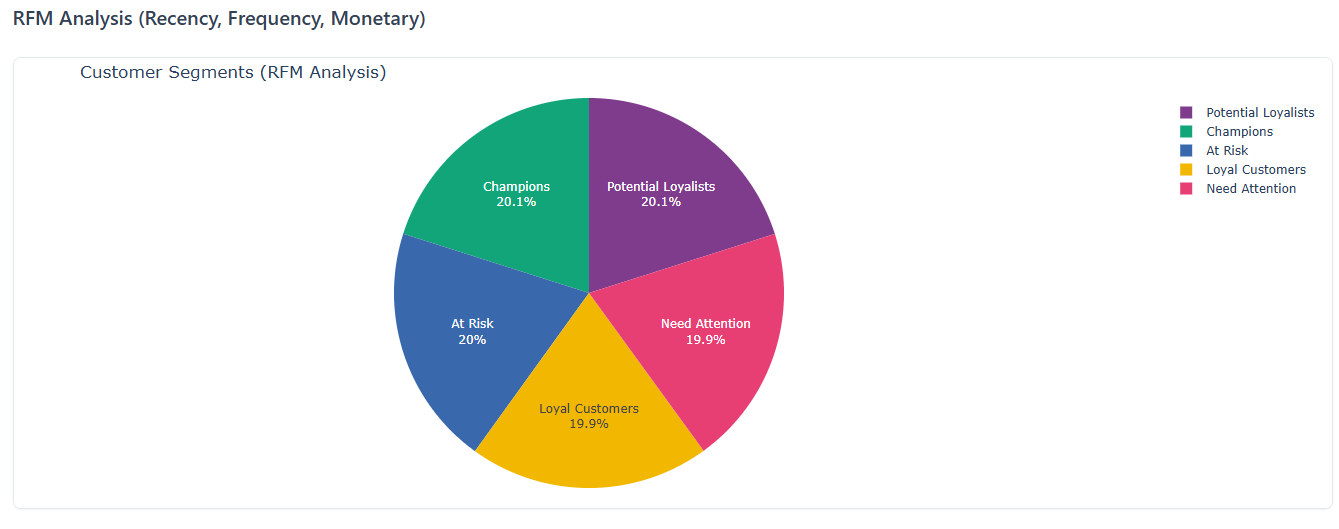 RFM Analysis (Recency, Frequency, Monetary)
Customer Segments (RFM Analysis)
Champions
20.1%
Potential Loyalists
20.1%
At Risk
20%
Need Attention
19.9%
Loyal Customers
19.9%
Potential Loyalists
Champions
At Risk
Loyal Customers
Need Attention